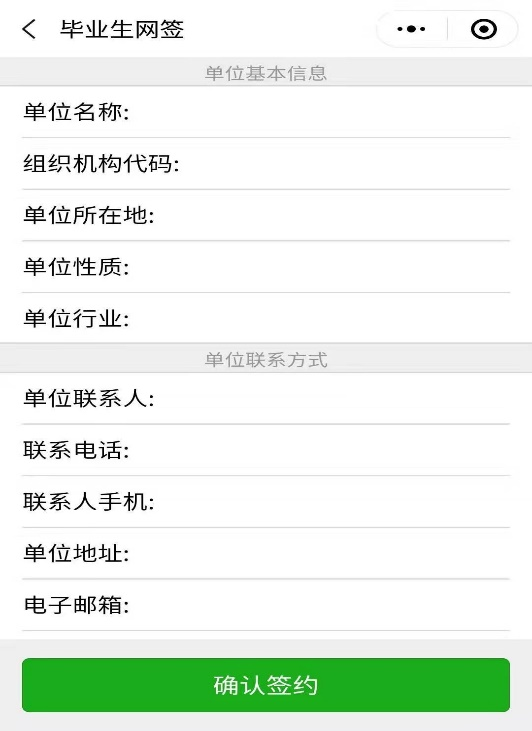 毕业生网签
单位基本信息
单位名称:
组织机构代码:
单位所在地:
单位性质:
单位行业:
单位联系方式
单位联系人:
联系电话:
联系人手机:
单位地址:
电子邮箱:
确认签约